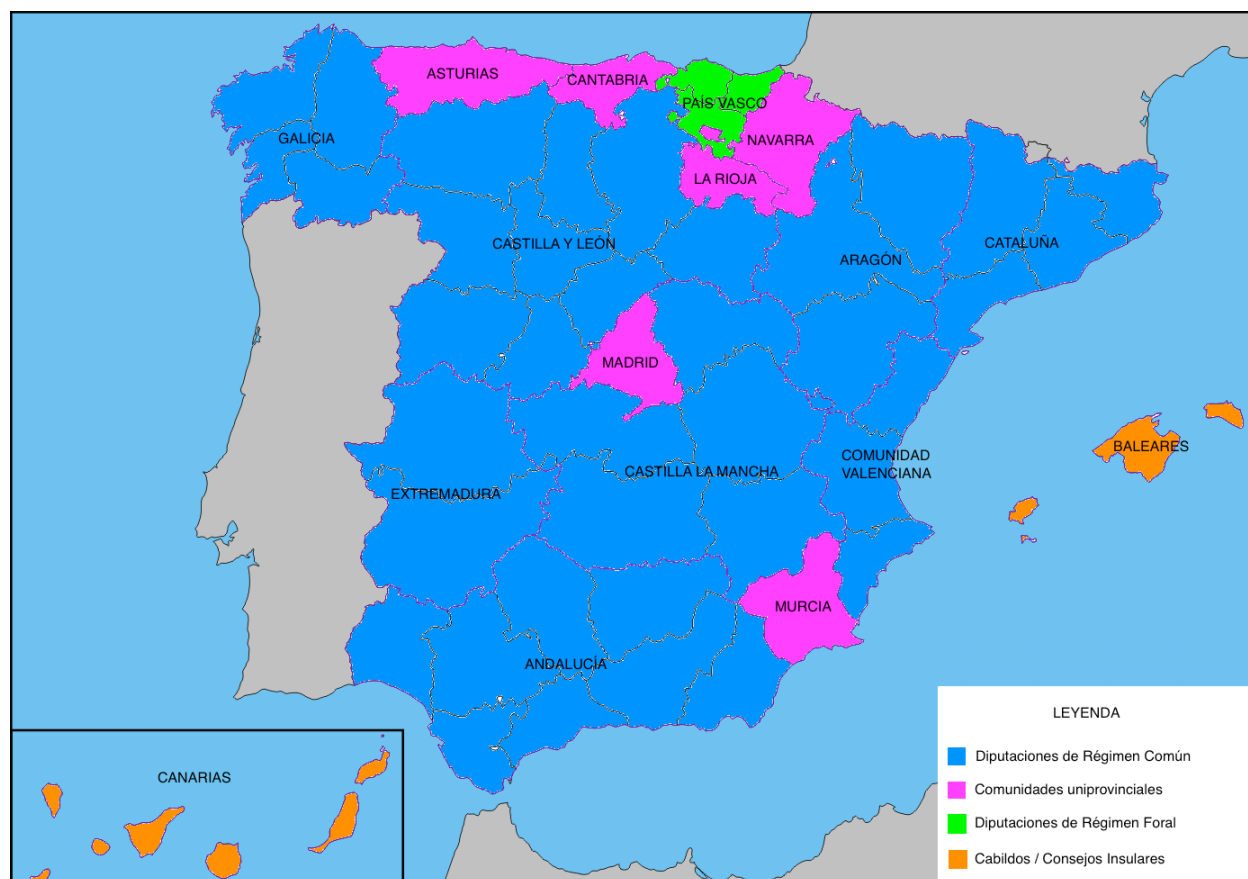 ASTURIAS
CANTABRIA
PAÍS VASCO
GALICIA
NAVARRA
LA RIOJA
CASTILLA Y LEÓN
CATALUÑA
ARAGÓN
MADRID
BALEARES
COMUNIDAD
VALENCIANA
CASTILLA LA MANCHA
EXTREMADURA
MURCIA
ANDALUCÍA
CANARIAS
LEYENDA
Diputaciones de Régimen Común
Comunidades uniprovinciales
Diputaciones de Régimen Foral
Cabildos / Consejos Insulares